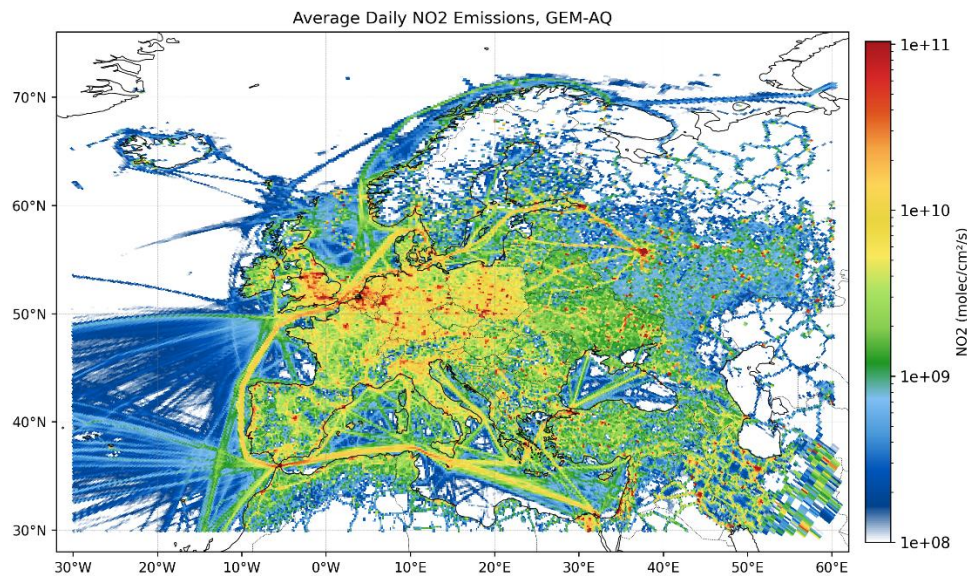 Average Daily NO2 Emissions, GEM-AQ
70°N
60°N
50°N
40°N
30°N
30°W
20°W
10°W
0°W
10°E
20°E
30°E
40°E
50°E
60°E
1e+11
1e+10
1e+09
1e+08
NO2 (molec/cm²/s)